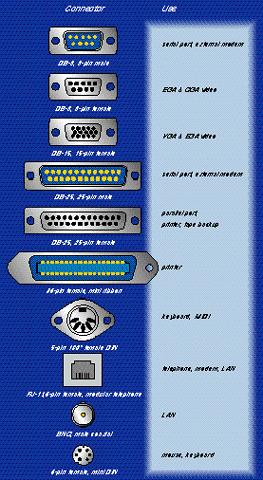 Connector Use
DB-9, 9-pin male
serial port, external modem
DB-9, 9-pin female
EGA & CGA video
DB-15, 15-pin female
VGA & EGA video
DB-25, 25-pin male
serial port, external modem
DB-25, 25-pin female
parallel port,
printer, tape backup
36-pin female, mini ribbon
printer
5-pin 180° female DIN
keyboard, MIDI
RJ-11, 6-pin female, modular telephone
telephone, modem, LAN
BNC, male coaxial
LAN
6-pin female, mini DIN
mouse, keyboard